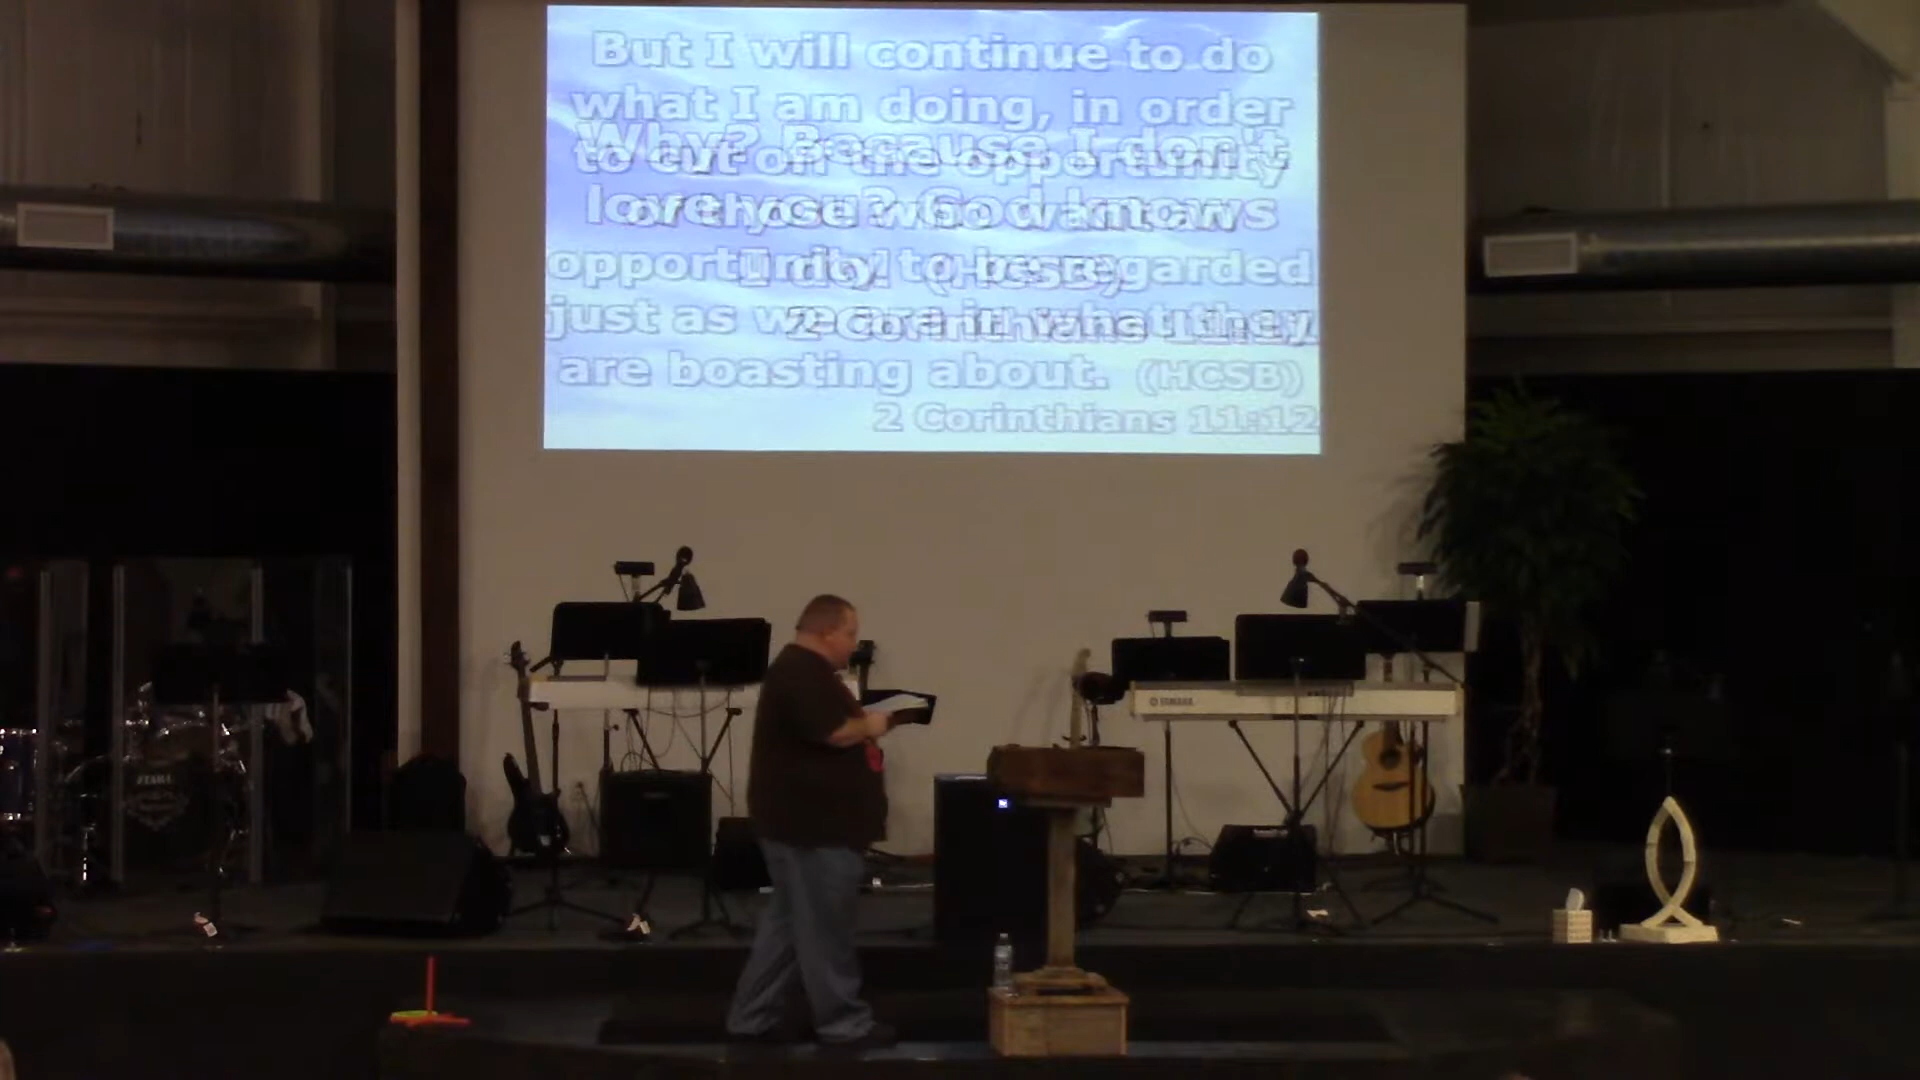 But I will continue to do
what I am doing, in order
to cut off the opportunity
of those who want an
opportunity to be regarded
just as we are in what they
are boasting about. (HCSB)
2 Corinthians 11:12
Why? Because I don't
love you? God knows
I do! (HCSB)
2 Corinthians 11:11
YAMAHA
TAMA